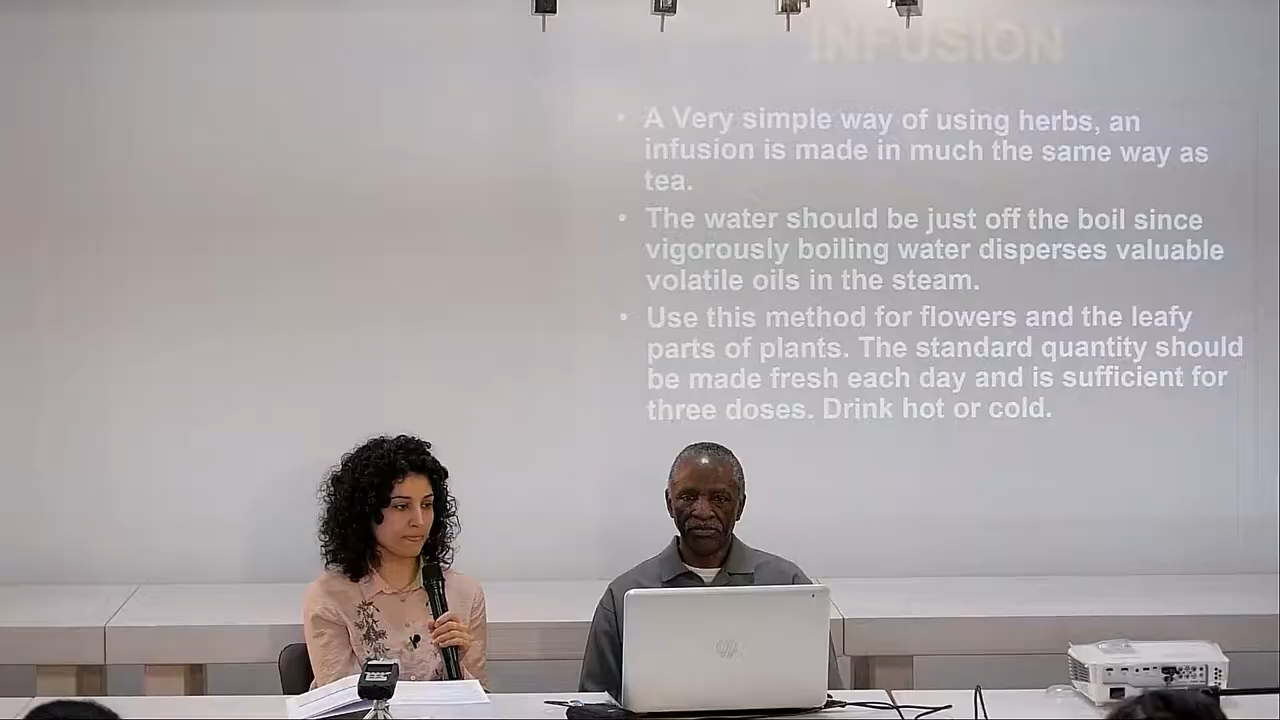 INFUSION
• A Very simple way of using herbs, an
infusion is made in much the same way as
tea.
• The water should be just off the boil since
vigorously boiling water disperses valuable
volatile oils in the steam.
• Use this method for flowers and the leafy
parts of plants. The standard quantity should
be made fresh each day and is sufficient for
three doses. Drink hot or cold.
hp